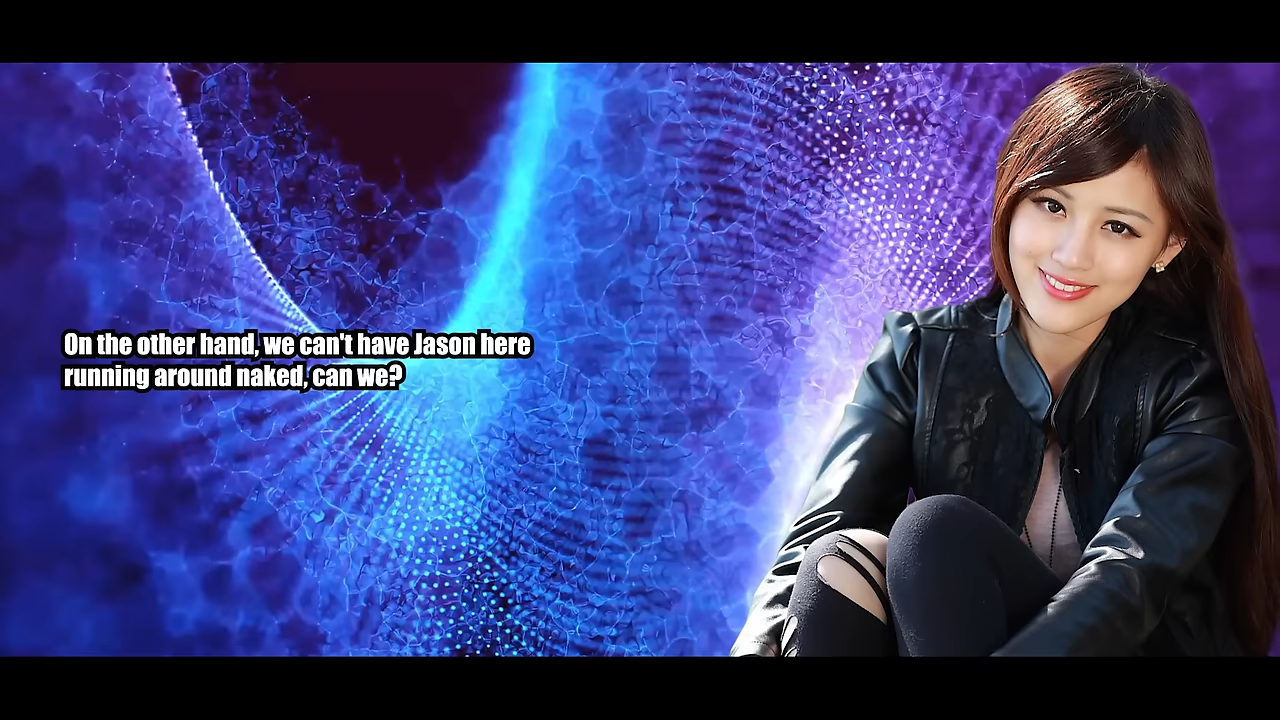 On the other hand, we can't have Jason here
running around naked, can we?